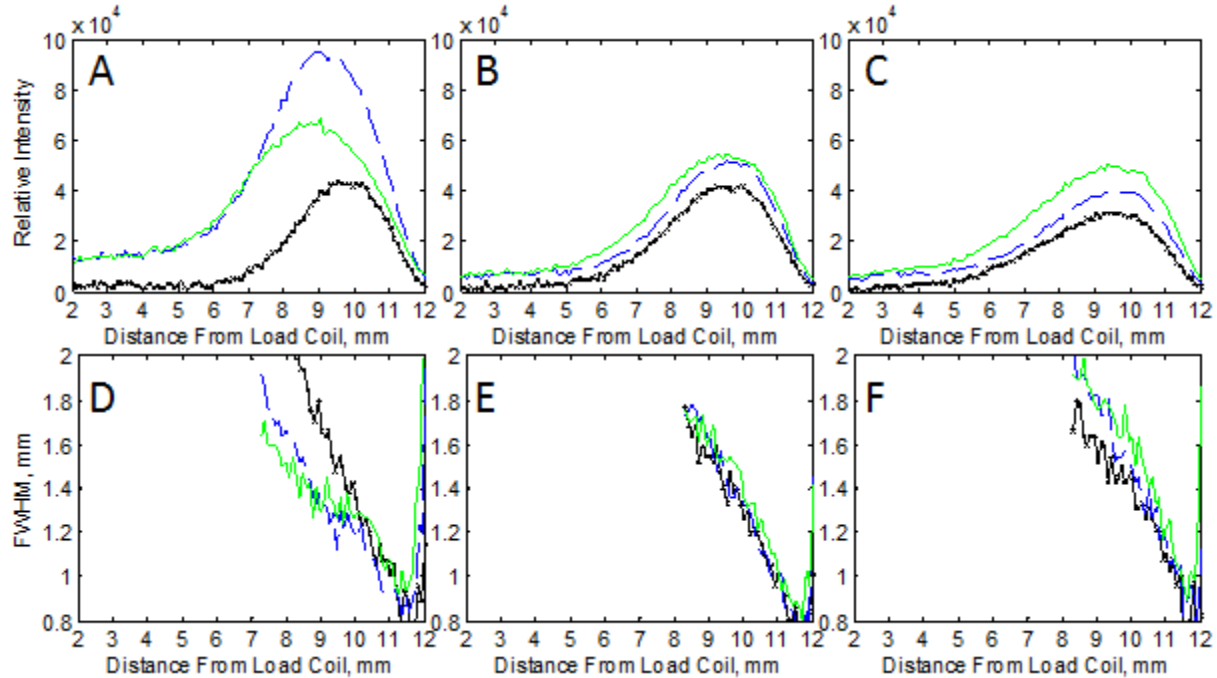 ×10⁴ ×10⁴ ×10⁴
10 10 10
A B C
8 8 8
6 6 6
Relative Intensity
4 4 4
2 2 2
0 0 0
2 3 4 5 6 7 8 9 10 11 12 2 3 4 5 6 7 8 9 10 11 12 2 3 4 5 6 7 8 9 10 11 12
Distance From Load Coil, mm Distance From Load Coil, mm Distance From Load Coil, mm
2 2 2
D E F
1.8 1.8 1.8
1.6 1.6 1.6
FWHM, mm
1.4 1.4 1.4
1.2 1.2 1.2
1 1 1
0.8 0.8 0.8
2 3 4 5 6 7 8 9 10 11 12 2 3 4 5 6 7 8 9 10 11 12 2 3 4 5 6 7 8 9 10 11 12
Distance From Load Coil, mm Distance From Load Coil, mm Distance From Load Coil, mm